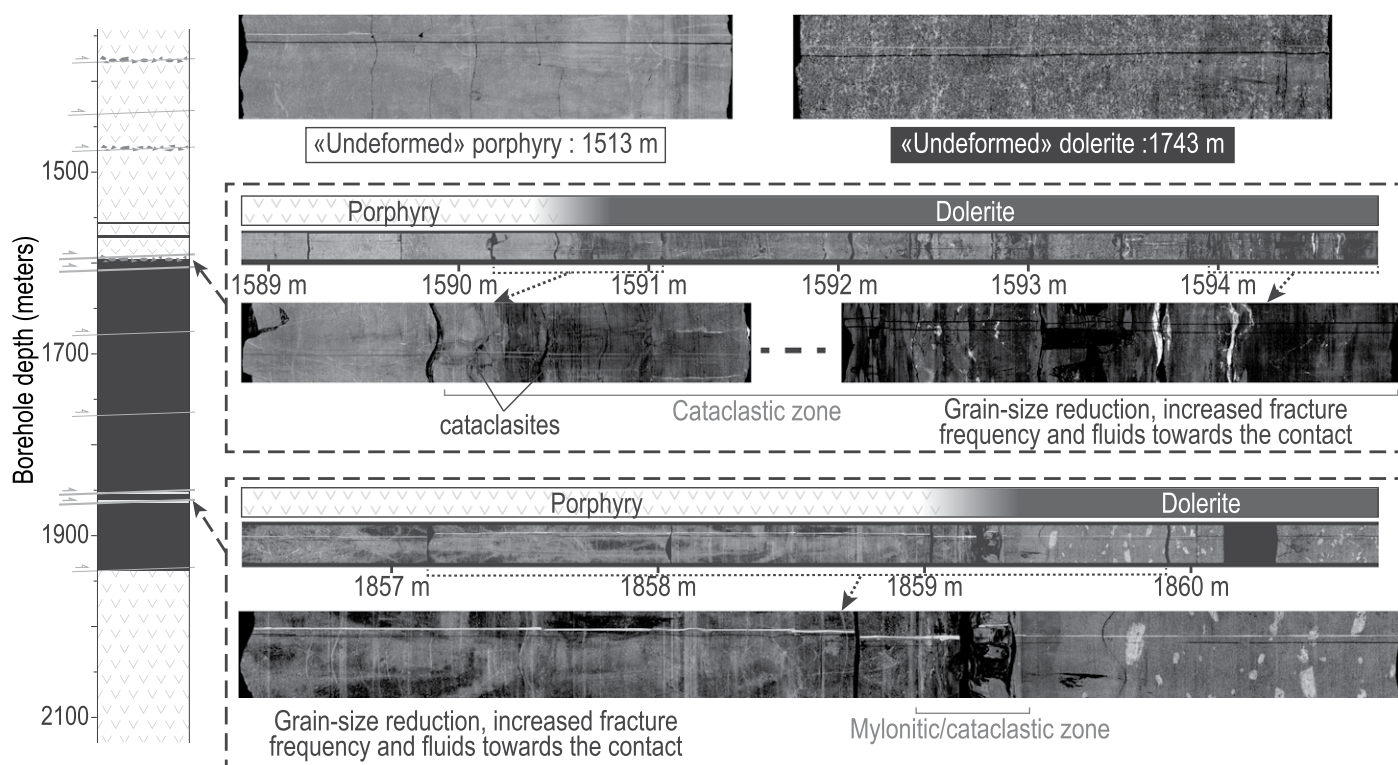 «Undeformed» porphyry : 1513 m
«Undeformed» dolerite :1743 m
Borehole depth (meters)
1500
1700
1900
2100
Porphyry
Dolerite
1589 m
1590 m
1591 m
1592 m
1593 m
1594 m
cataclasites
Cataclastic zone
Grain-size reduction, increased fracture
frequency and fluids towards the contact
Porphyry
Dolerite
1857 m
1858 m
1859 m
1860 m
Grain-size reduction, increased fracture
frequency and fluids towards the contact
Mylonitic/cataclastic zone